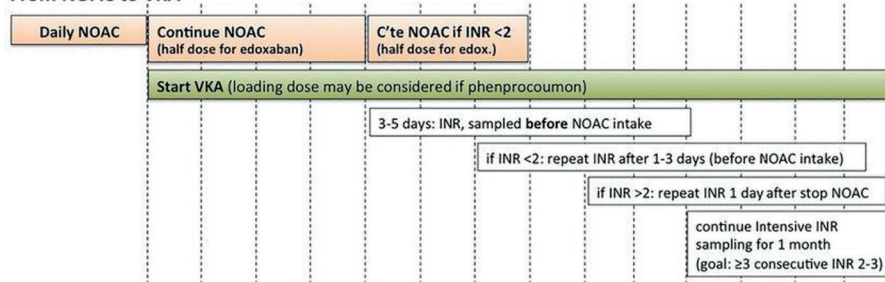 Daily NOAC
Continue NOAC
(half dose for edoxaban)
C'te NOAC if INR <2
(half dose for edox.)
Start VKA (loading dose may be considered if phenprocoumon)
3-5 days: INR, sampled before NOAC intake
if INR <2: repeat INR after 1-3 days (before NOAC intake)
if INR >2: repeat INR 1 day after stop NOAC
continue Intensive INR
sampling for 1 month
(goal: ≥3 consecutive INR 2-3)